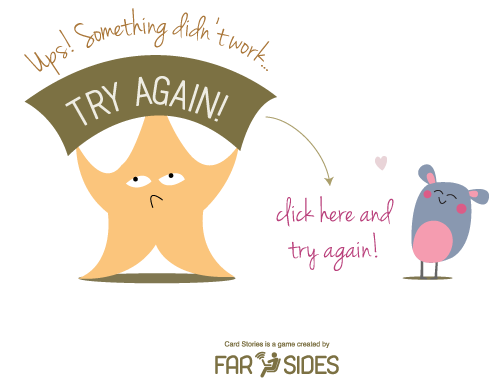 Ups! Something didn't work...
TRY AGAIN!
click here and
try again!
Card Stories is a game created by
FAR SIDES